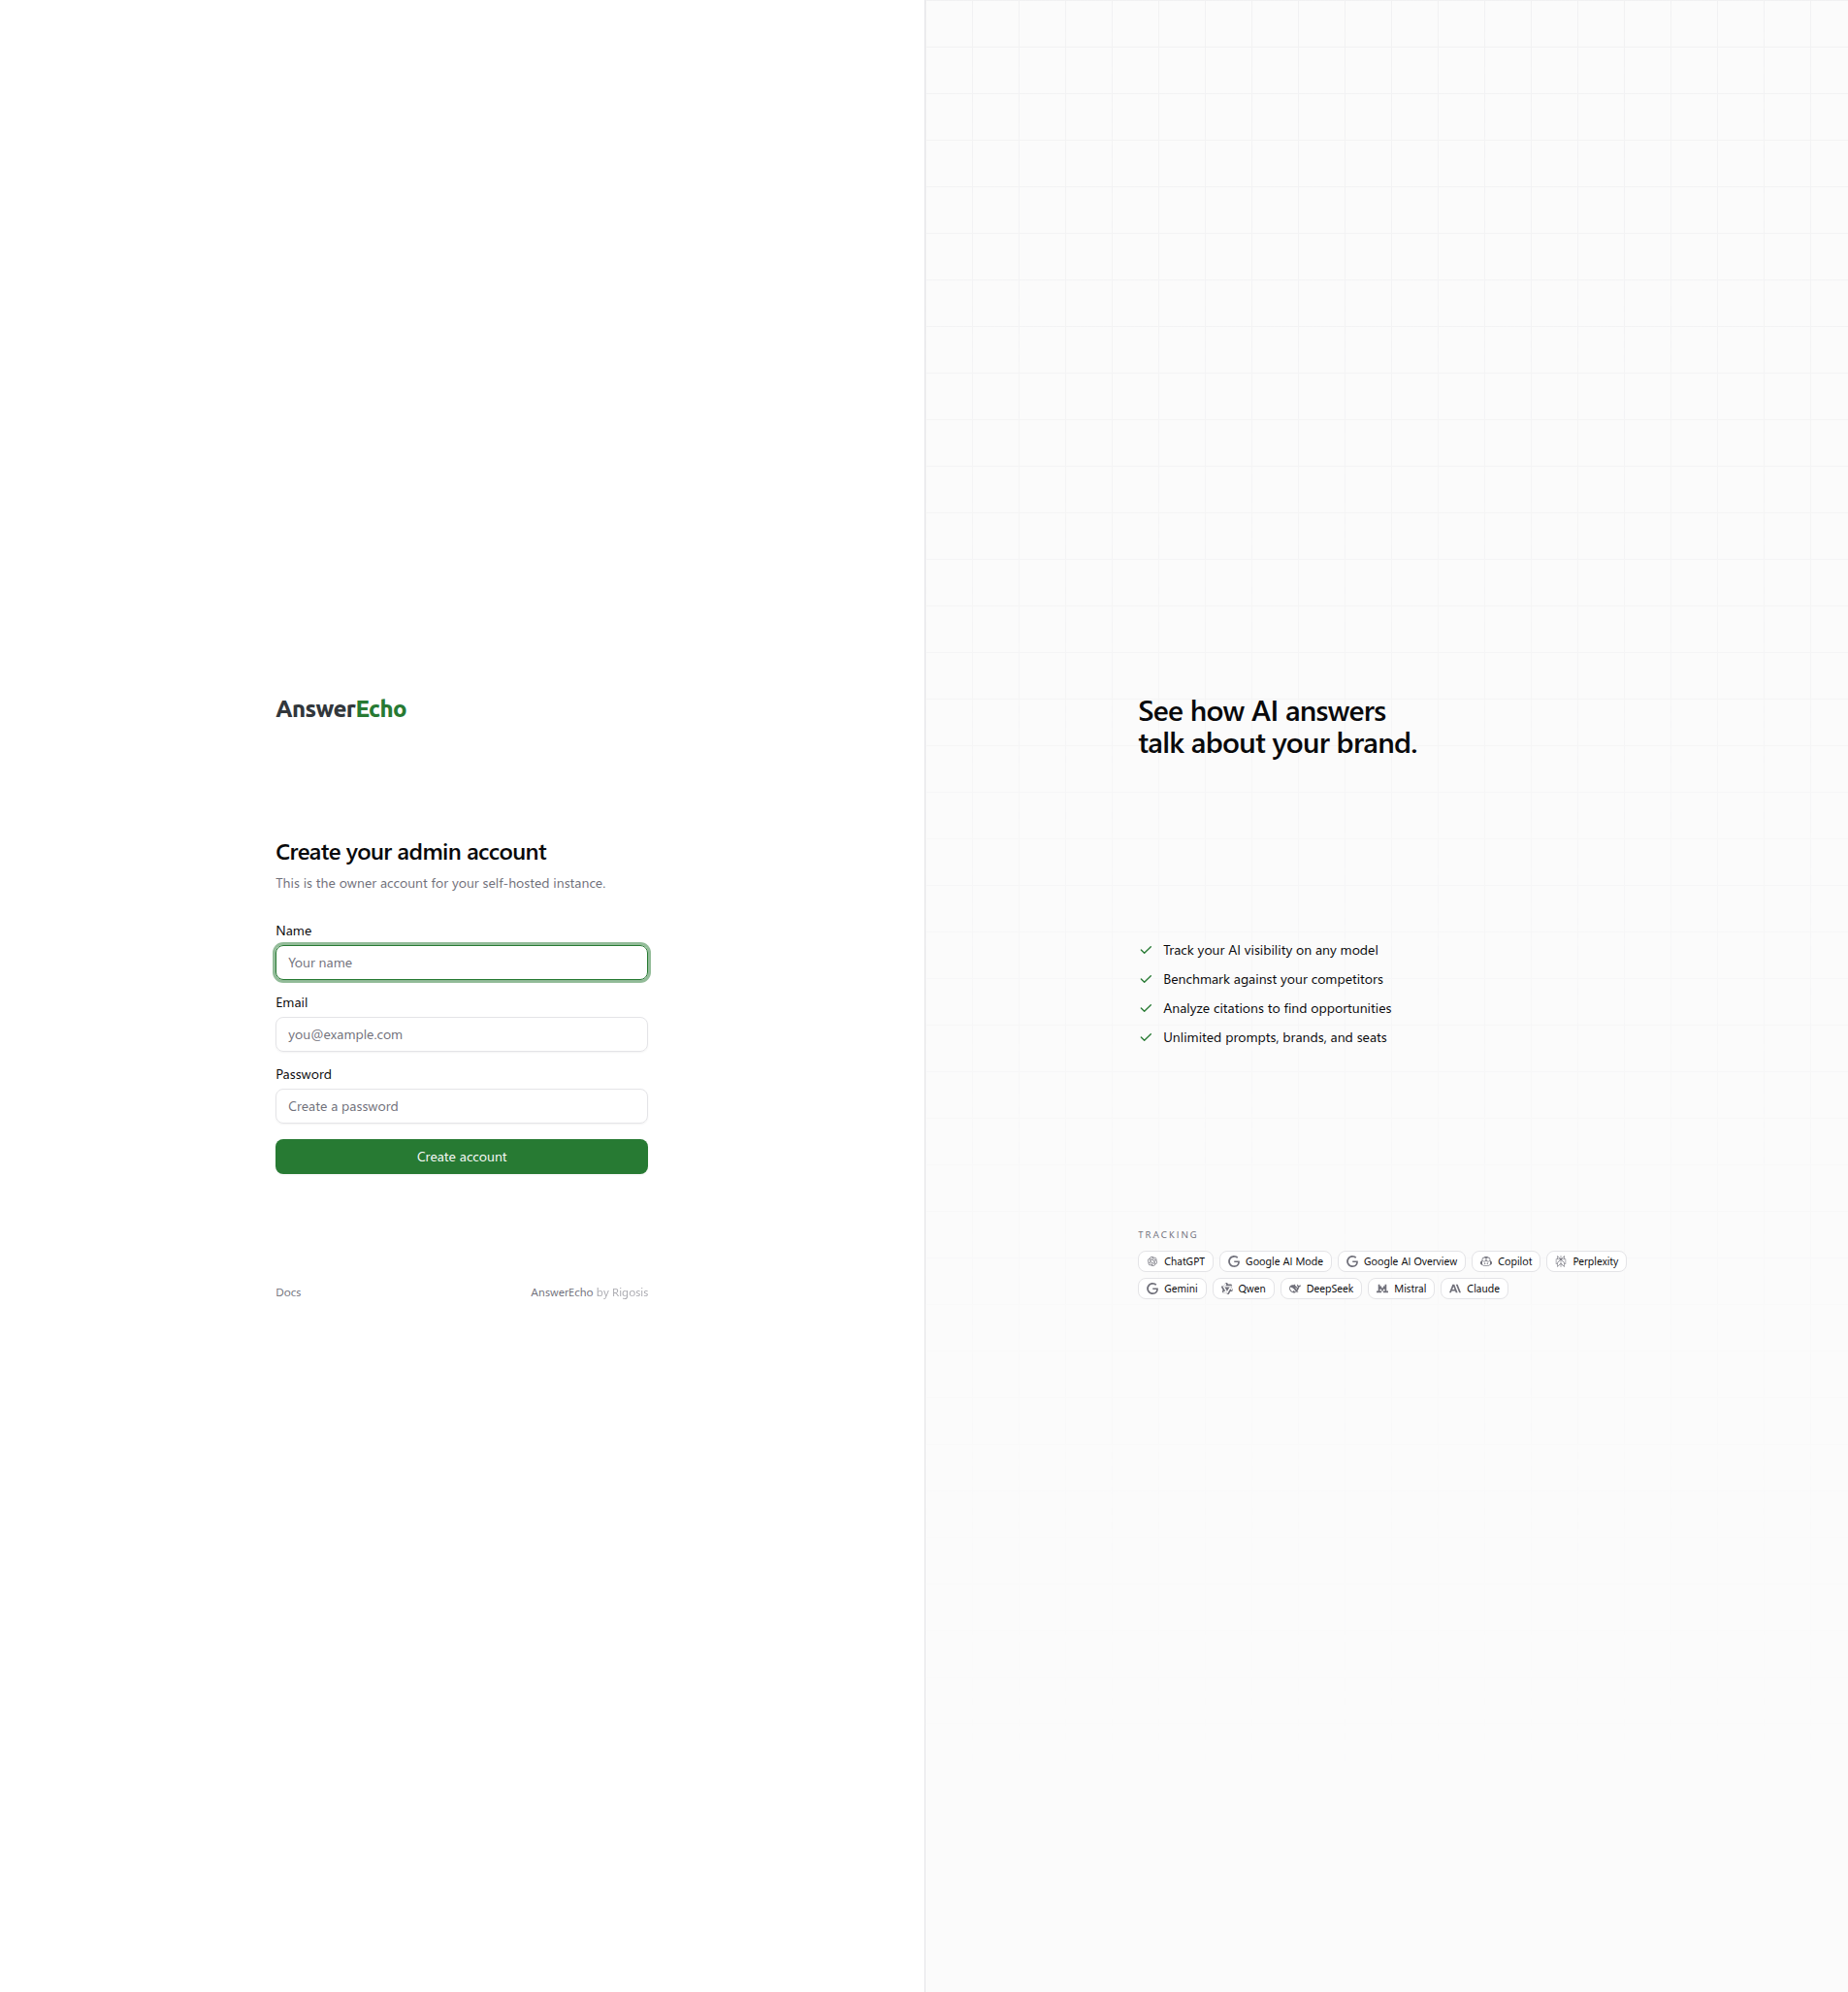 AnswerEcho
Create your admin account
This is the owner account for your self-hosted instance.
Name
Your name
Email
you@example.com
Password
Create a password
Create account
Docs
AnswerEcho by Rigosis
See how AI answers
talk about your brand.
Track your AI visibility on any model
Benchmark against your competitors
Analyze citations to find opportunities
Unlimited prompts, brands, and seats
TRACKING
ChatGPT Google AI Mode Google AI Overview Copilot Perplexity
Gemini Qwen DeepSeek Mistral Claude